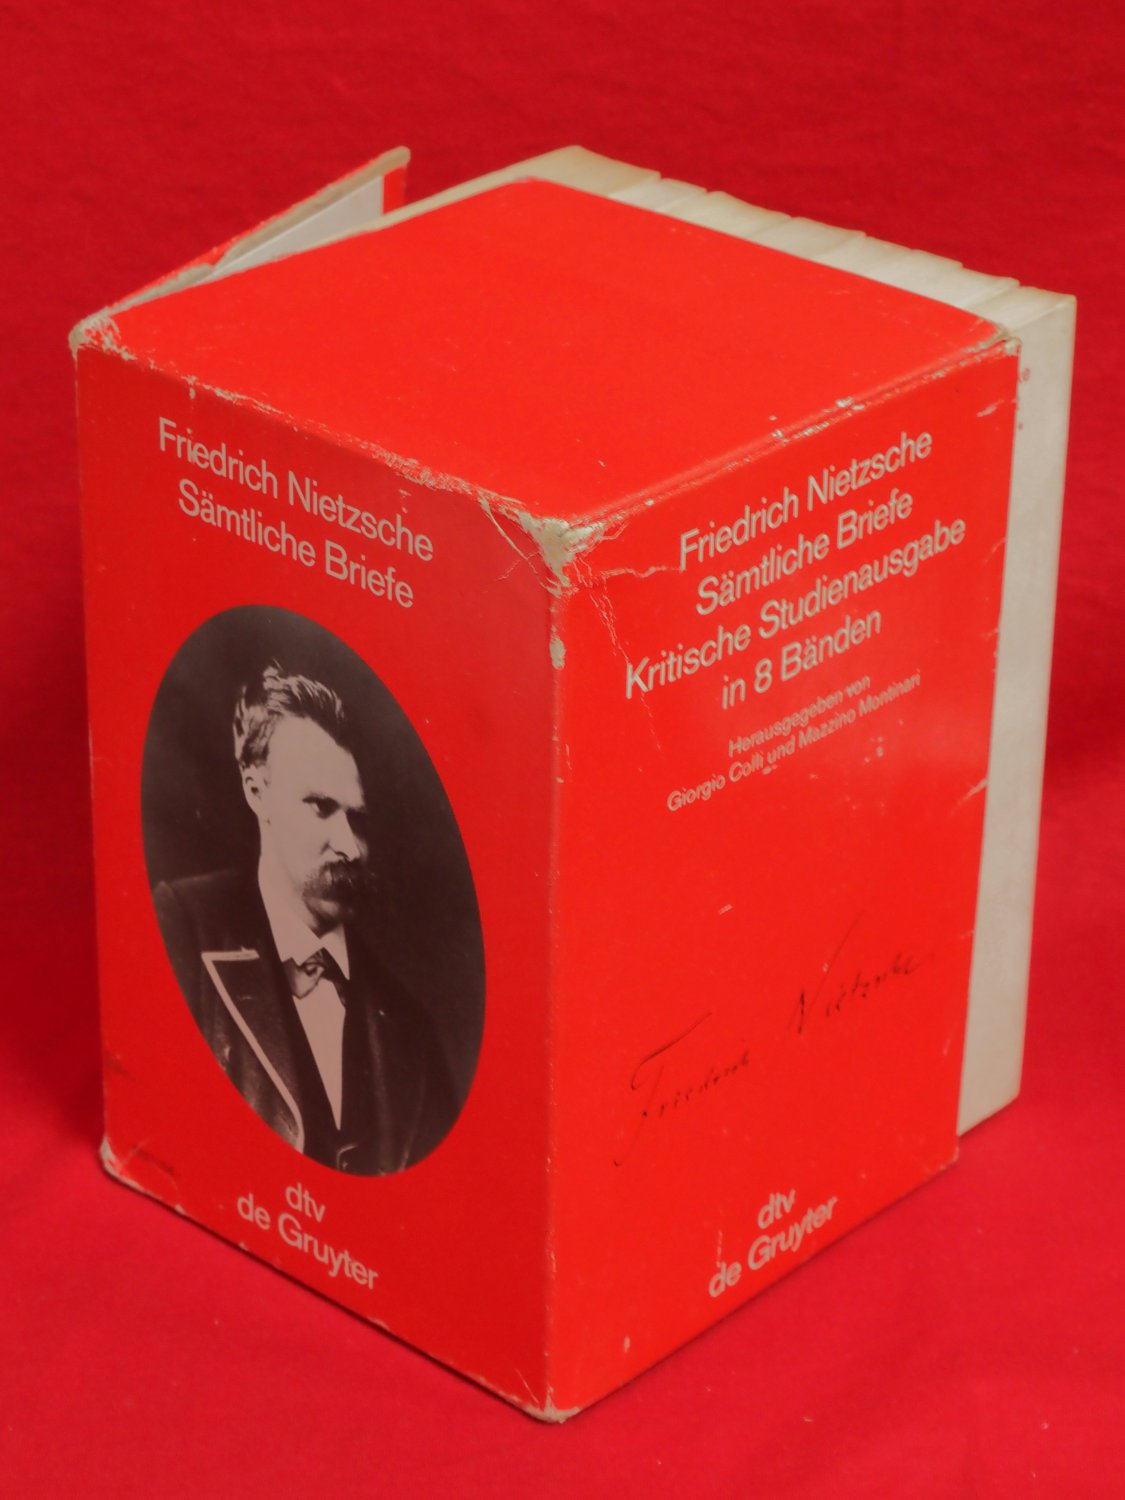 Friedrich Nietzsche
Sämtliche Briefe
dtv
de Gruyter
Friedrich Nietzsche
Sämtliche Briefe
Kritische Studienausgabe
in 8 Bänden
Herausgegeben von
Giorgio Colli und Mazzino Montinari
Friedrich Nietzsche
dtv
de Gruyter